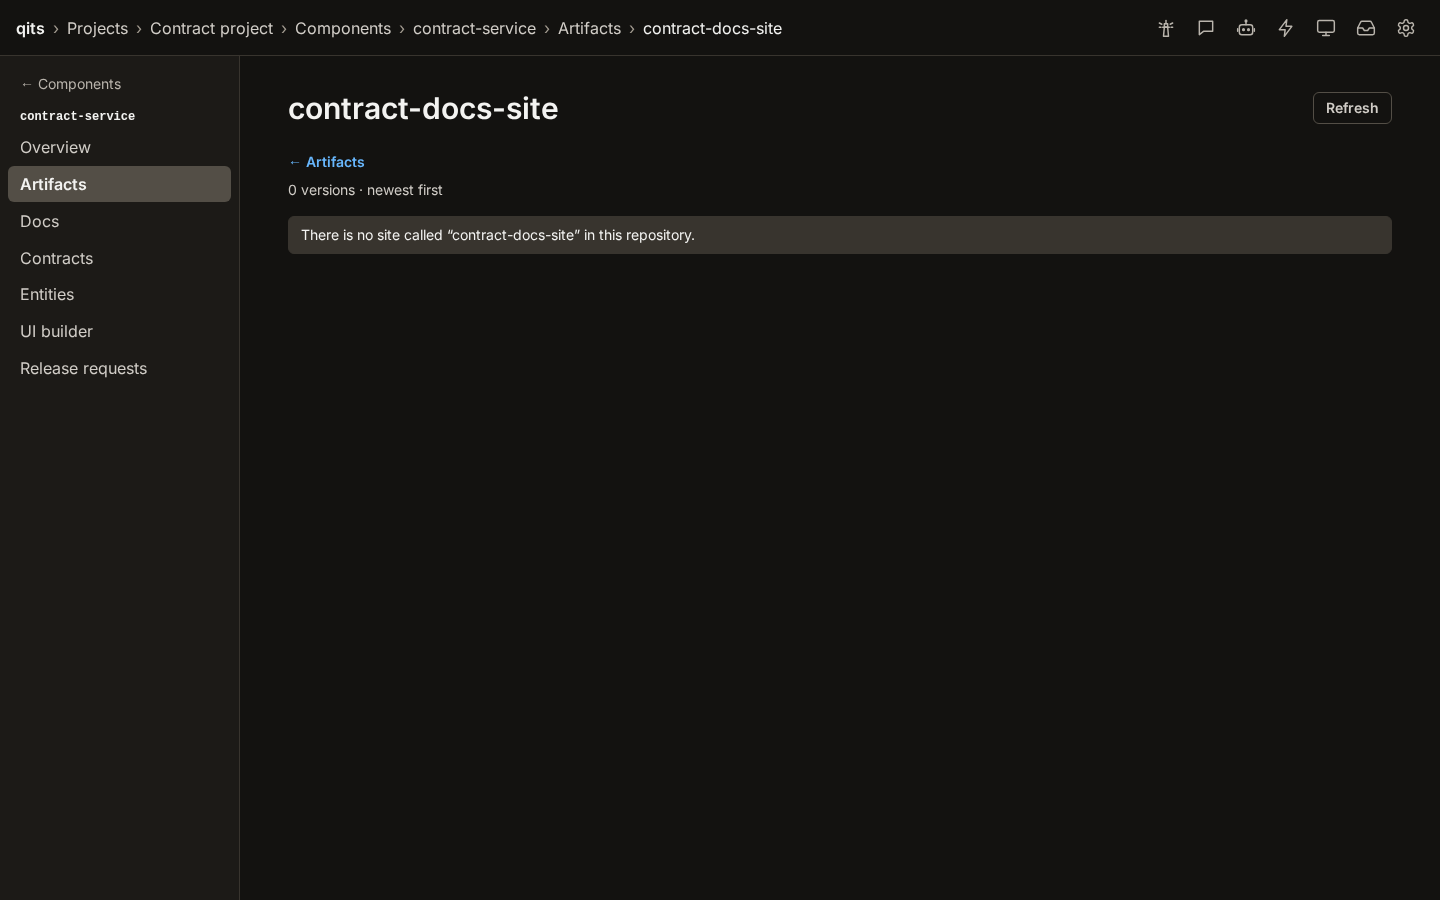 qits › Projects › Contract project › Components › contract-service › Artifacts › contract-docs-site
← Components
contract-service
Overview
Artifacts
Docs
Contracts
Entities
UI builder
Release requests
contract-docs-site
Refresh
← Artifacts
0 versions · newest first
There is no site called “contract-docs-site” in this repository.